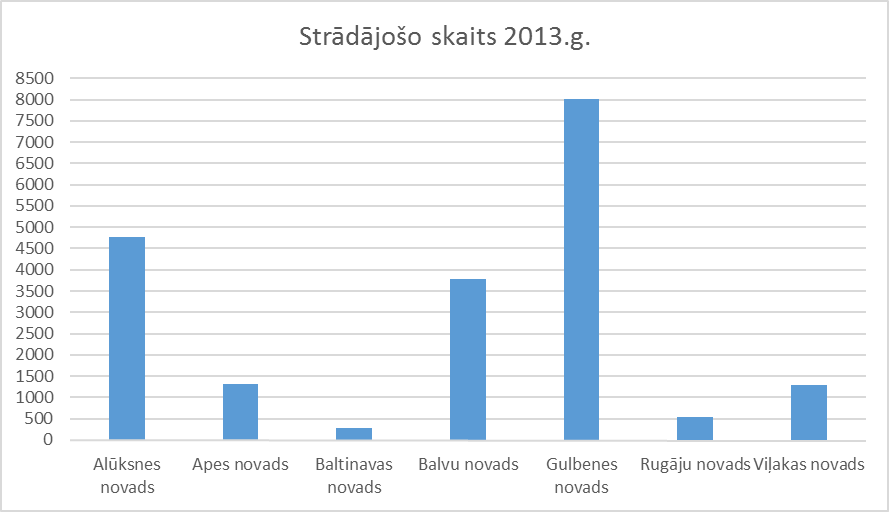 Strādājošo skaits 2013.g.
8500
8000
7500
7000
6500
6000
5500
5000
4500
4000
3500
3000
2500
2000
1500
1000
500
0
Alūksnes novads
Apes novads
Baltinavas novads
Balvu novads
Gulbenes novads
Rugāju novads
Viļakas novads